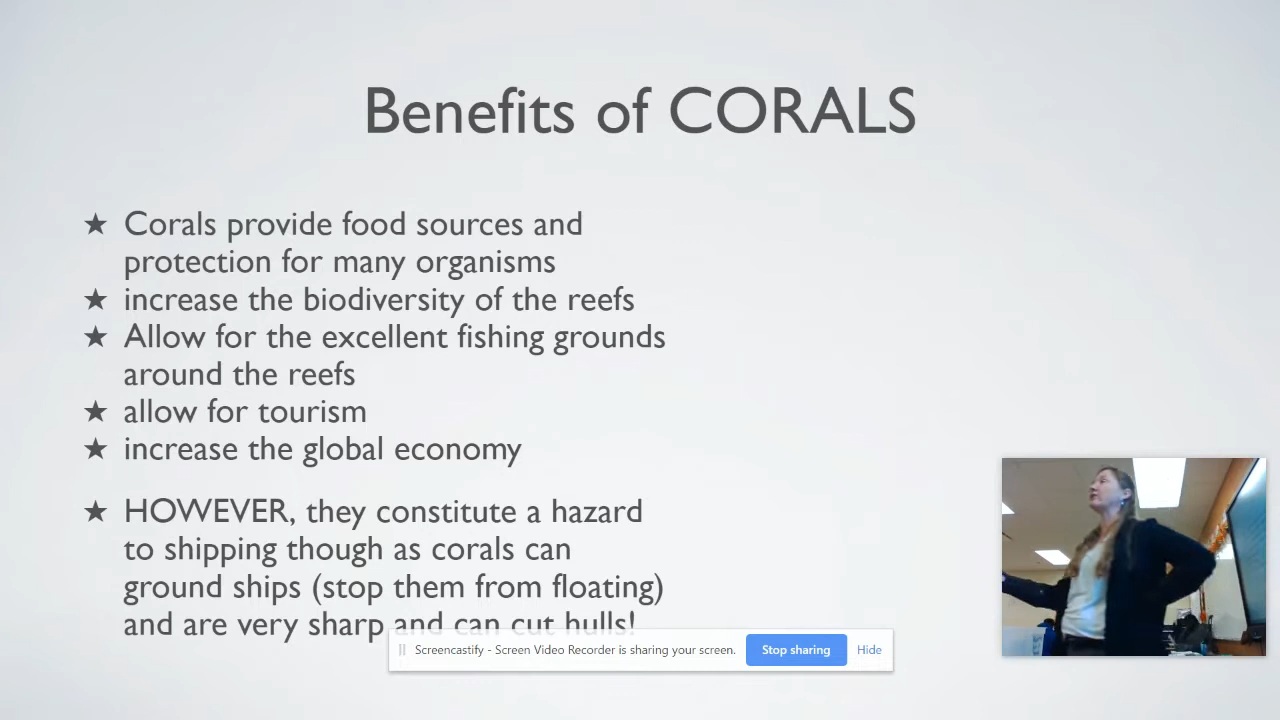 Benefits of CORALS
★ Corals provide food sources and
protection for many organisms
★ increase the biodiversity of the reefs
★ Allow for the excellent fishing grounds
around the reefs
★ allow for tourism
★ increase the global economy
★ HOWEVER, they constitute a hazard
to shipping though as corals can
ground ships (stop them from floating)
and are very sharp and can cut hulls!
Screencastify - Screen Video Recorder is sharing your screen. Stop sharing Hide